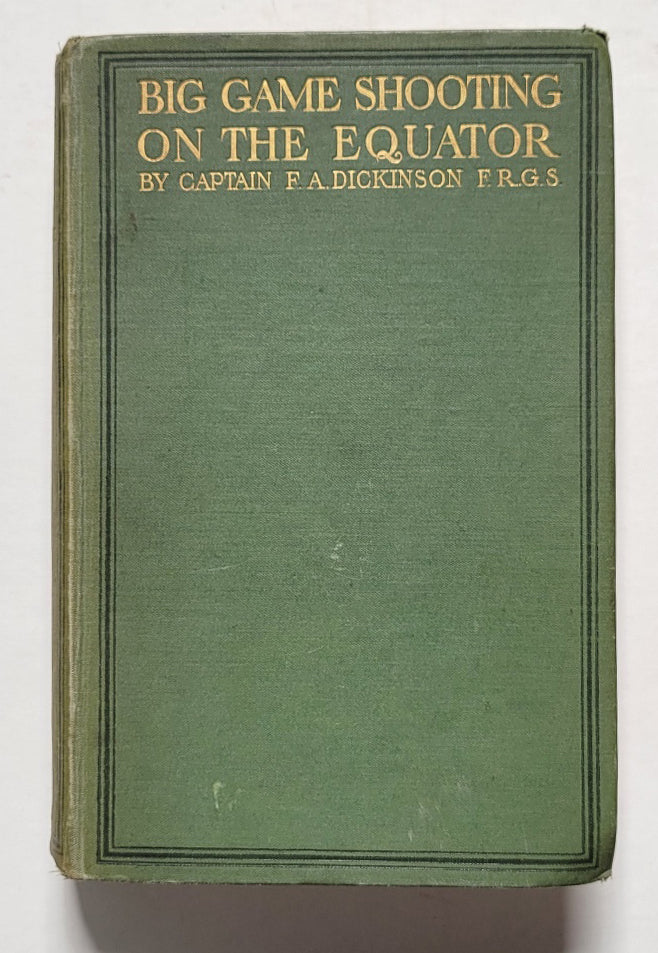 BIG GAME SHOOTING
ON THE EQUATOR
BY CAPTAIN F. A. DICKINSON F.R.G.S.